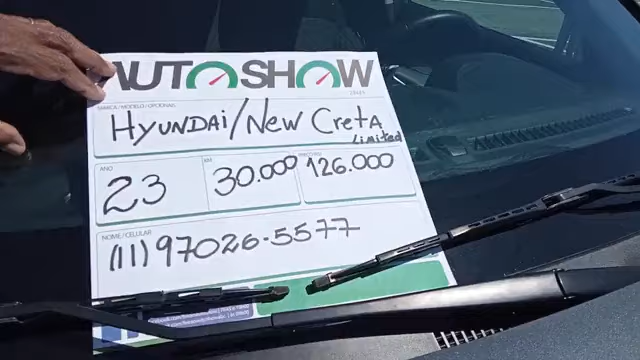 AUTOSHOW
MARCA / MODELO / OPCIONAIS
Hyundai/New Creta
Limited
ANO
KM
23
30.000
126.000
NOME / CELULAR
(11) 97026-5577